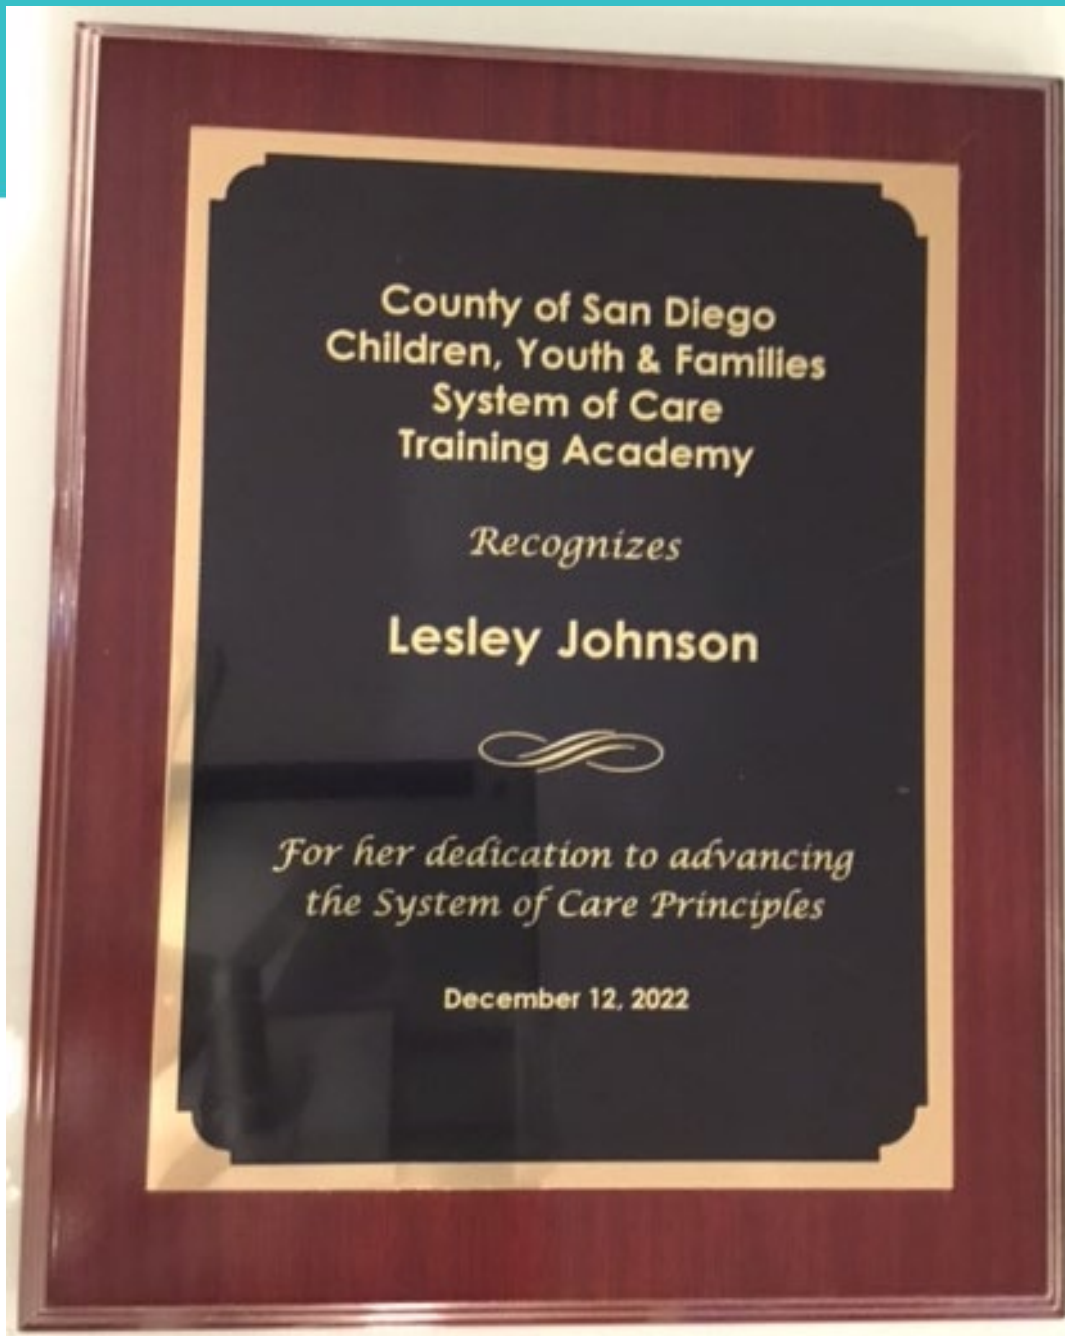 County of San Diego
Children, Youth & Families
System of Care
Training Academy
Recognizes
Lesley Johnson
For her dedication to advancing
the System of Care Principles
December 12, 2022